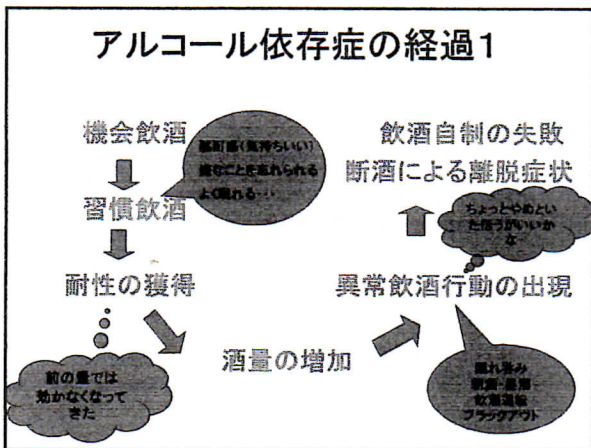 アルコール依存症の経過1
機会飲酒
習慣飲酒
耐性の獲得
前の量では
効かなくなって
きた
酒量の増加
異常飲酒行動の出現
隠れ呑み
飲酒運転
ブラックアウト
ちょっとやめとい
たほうがいいか
な
飲酒自制の失敗
断酒による離脱症状
(気持ちいい)
嫌なことを忘れられる
よく眠れる…